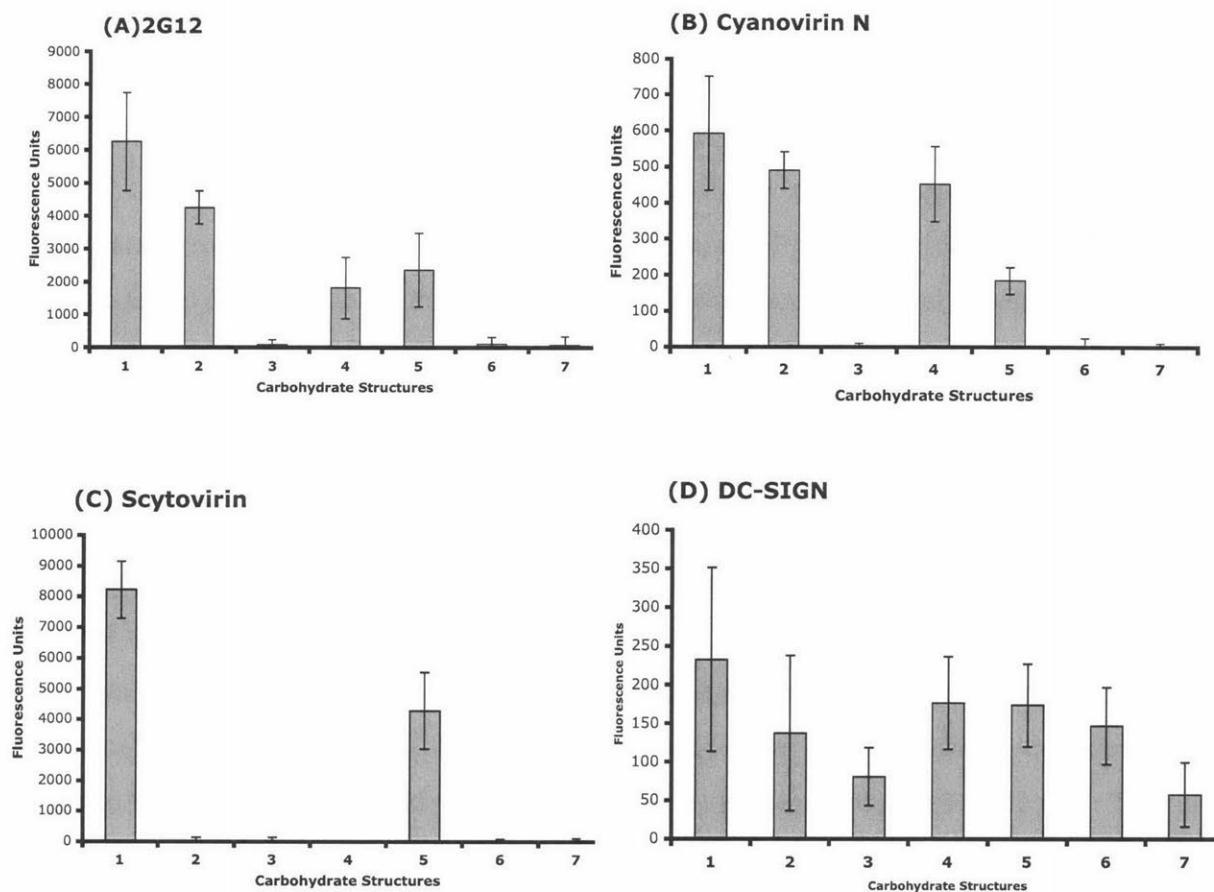 (A)2G12
Fluorescence Units
9000
8000
7000
6000
5000
4000
3000
2000
1000
0
1 2 3 4 5 6 7
Carbohydrate Structures
(B) Cyanovirin N
Fluorescence Units
800
700
600
500
400
300
200
100
0
1 2 3 4 5 6 7
Carbohydrate Structures
(C) Scytovirin
Fluorescence Units
10000
9000
8000
7000
6000
5000
4000
3000
2000
1000
0
1 2 3 4 5 6 7
Carbohydrate Structures
(D) DC-SIGN
Fluorescence Units
400
350
300
250
200
150
100
50
0
1 2 3 4 5 6 7
Carbohydrate Structures